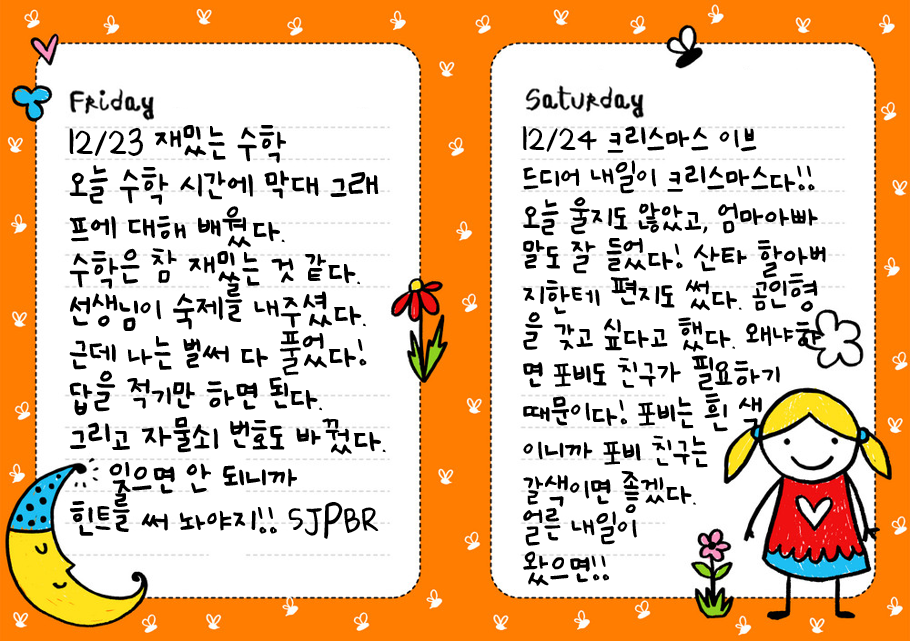 Friday
12/23 재밌는 수학
오늘 수학 시간에 막대 그래
프에 대해 배웠다.
수학은 참 재밌는 것 같다.
선생님이 숙제를 내주셨다.
근데 나는 벌써 다 풀었다!
답을 적기만 하면 된다.
그리고 자물쇠 번호도 바꿨다.
잊으면 안 되니까
힌트를 써 놔야지!! SJPBR
Saturday
12/24 크리스마스 이브
드디어 내일이 크리스마스다!!
오늘 울지도 않았고, 엄마아빠
말도 잘 들었다! 산타 할아버
지한테 편지도 썼다. 곰인형
을 갖고 싶다고 했다. 왜냐하
면 포비도 친구가 필요하기
때문이다! 포비는 흰 색
이니까 포비 친구는
갈색이면 좋겠다.
얼른 내일이
왔으면!!